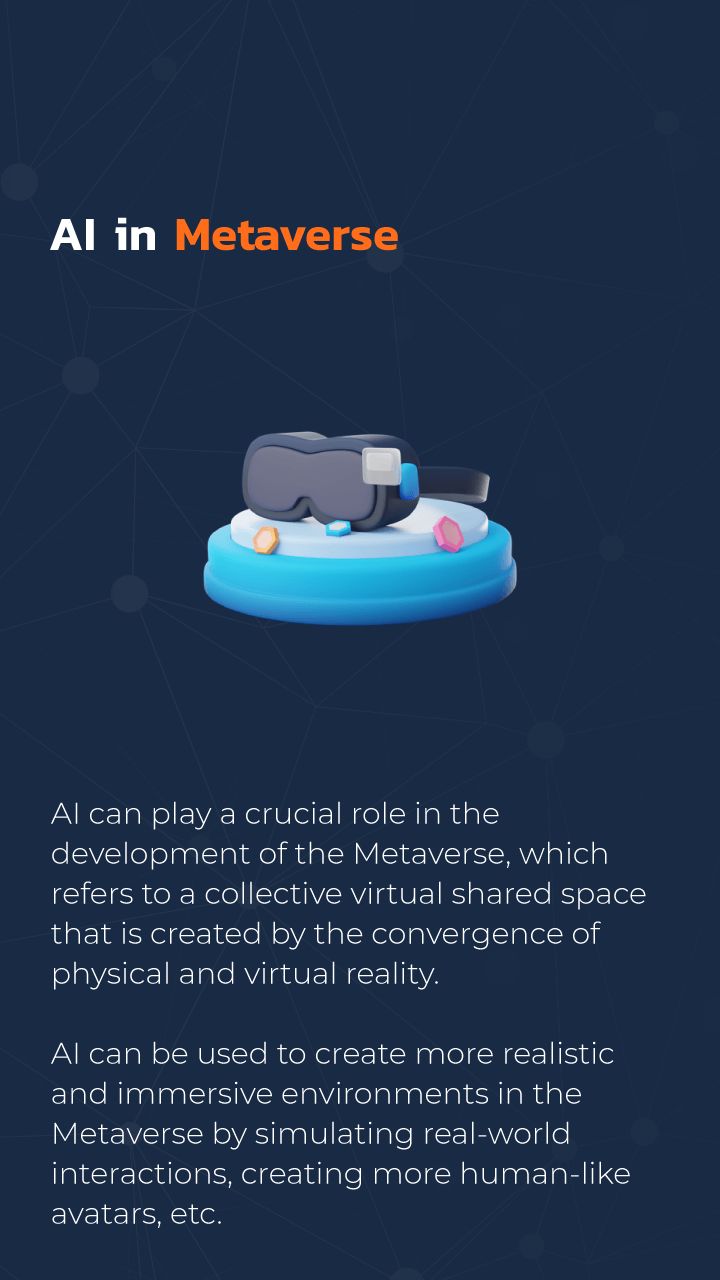 AI in Metaverse
AI can play a crucial role in the
development of the Metaverse, which
refers to a collective virtual shared space
that is created by the convergence of
physical and virtual reality.
AI can be used to create more realistic
and immersive environments in the
Metaverse by simulating real-world
interactions, creating more human-like
avatars, etc.